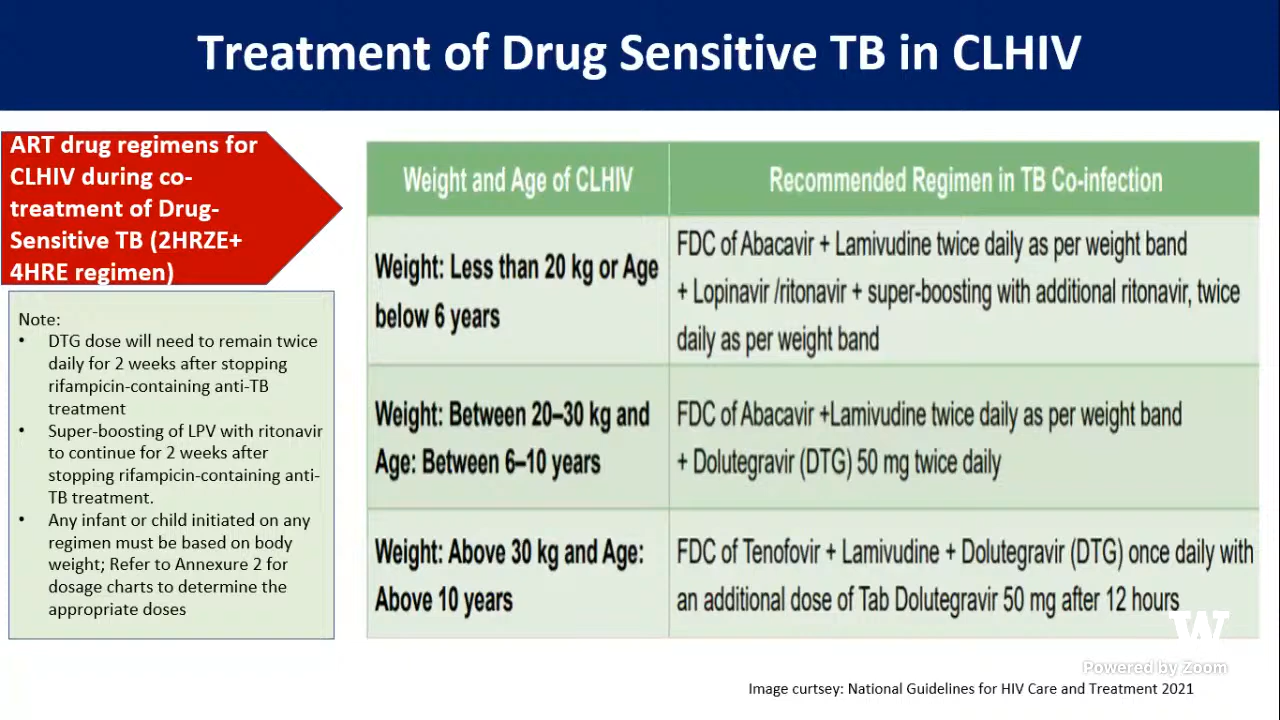 Treatment of Drug Sensitive TB in CLHIV
ART drug regimens for
CLHIV during co-
treatment of Drug-
Sensitive TB (2HRZE+
4HRE regimen)
Note:
• DTG dose will need to remain twice
daily for 2 weeks after stopping
rifampicin-containing anti-TB
treatment
• Super-boosting of LPV with ritonavir
to continue for 2 weeks after
stopping rifampicin-containing anti-
TB treatment.
• Any infant or child initiated on any
regimen must be based on body
weight; Refer to Annexure 2 for
dosage charts to determine the
appropriate doses
Weight and Age of CLHIV
Recommended Regimen in TB Co-infection
Weight: Less than 20 kg or Age
below 6 years
FDC of Abacavir + Lamivudine twice daily as per weight band
+ Lopinavir /ritonavir + super-boosting with additional ritonavir, twice
daily as per weight band
Weight: Between 20–30 kg and
Age: Between 6–10 years
FDC of Abacavir +Lamivudine twice daily as per weight band
+ Dolutegravir (DTG) 50 mg twice daily
Weight: Above 30 kg and Age:
Above 10 years
FDC of Tenofovir + Lamivudine + Dolutegravir (DTG) once daily with
an additional dose of Tab Dolutegravir 50 mg after 12 hours
W
Powered by Zoom
Image curtsey: National Guidelines for HIV Care and Treatment 2021